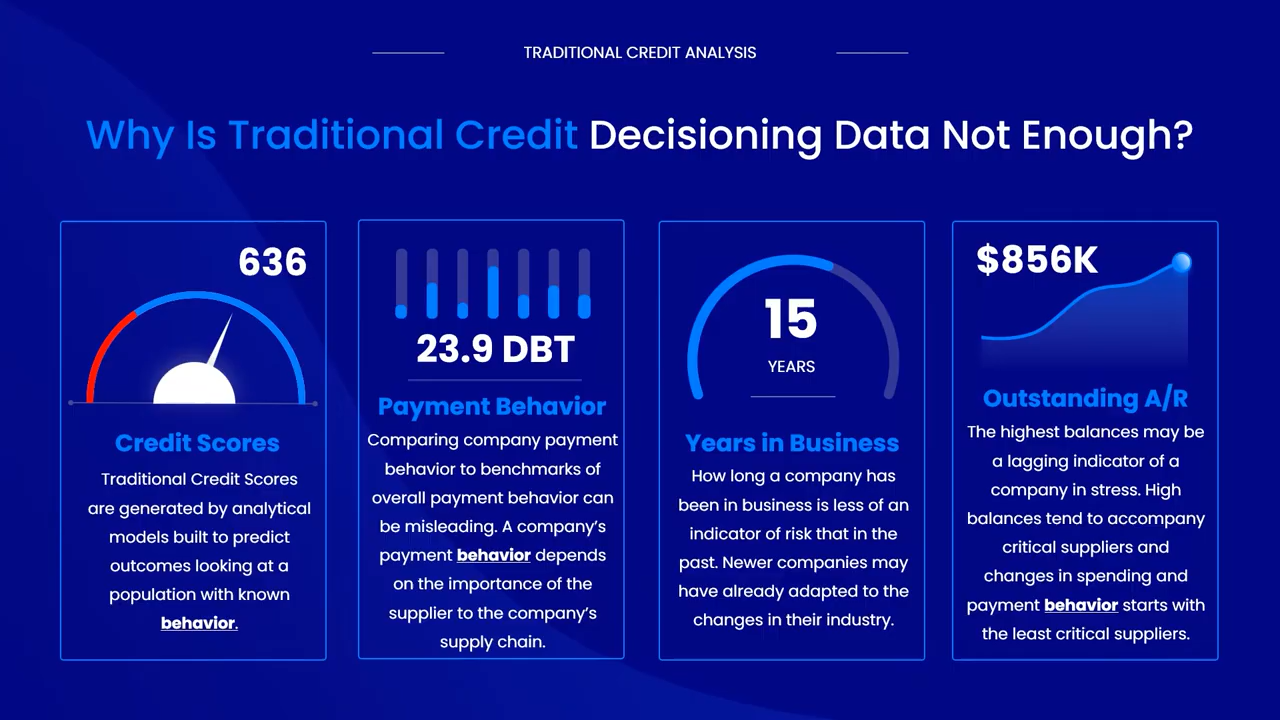 TRADITIONAL CREDIT ANALYSIS
Why Is Traditional Credit Decisioning Data Not Enough?
636
Credit Scores
Traditional Credit Scores
are generated by analytical
models built to predict
outcomes looking at a
population with known
behavior.
23.9 DBT
Payment Behavior
Comparing company payment
behavior to benchmarks of
overall payment behavior can
be misleading. A company’s
payment behavior depends
on the importance of the
supplier to the company’s
supply chain.
15
YEARS
Years in Business
How long a company has
been in business is less of an
indicator of risk that in the
past. Newer companies may
have already adapted to the
changes in their industry.
$856K
Outstanding A/R
The highest balances may be
a lagging indicator of a
company in stress. High
balances tend to accompany
critical suppliers and
changes in spending and
payment behavior starts with
the least critical suppliers.